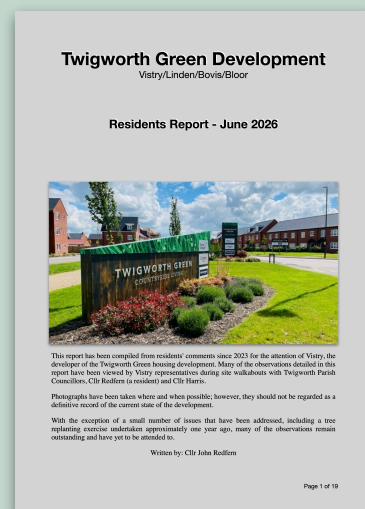 Twigworth Green Development
Vistry/Linden/Bovis/Bloor
Residents Report - June 2026
TWIGWORTH GREEN
COUNTRYSIDE LIVING
This report has been compiled from residents' comments since 2023 for the attention of Vistry, the
developer of the Twigworth Green housing development. Many of the observations detailed in this
report have been viewed by Vistry representatives during site walkabouts with Twigworth Parish
Councillors, Cllr Redfern (a resident) and Cllr Harris.
Photographs have been taken where and when possible; however, they should not be regarded as a
definitive record of the current state of the development.
With the exception of a small number of issues that have been addressed, including a tree
replanting exercise undertaken approximately one year ago, many of the observations remain
outstanding and have yet to be attended to.
Written by: Cllr John Redfern
Page 1 of 19